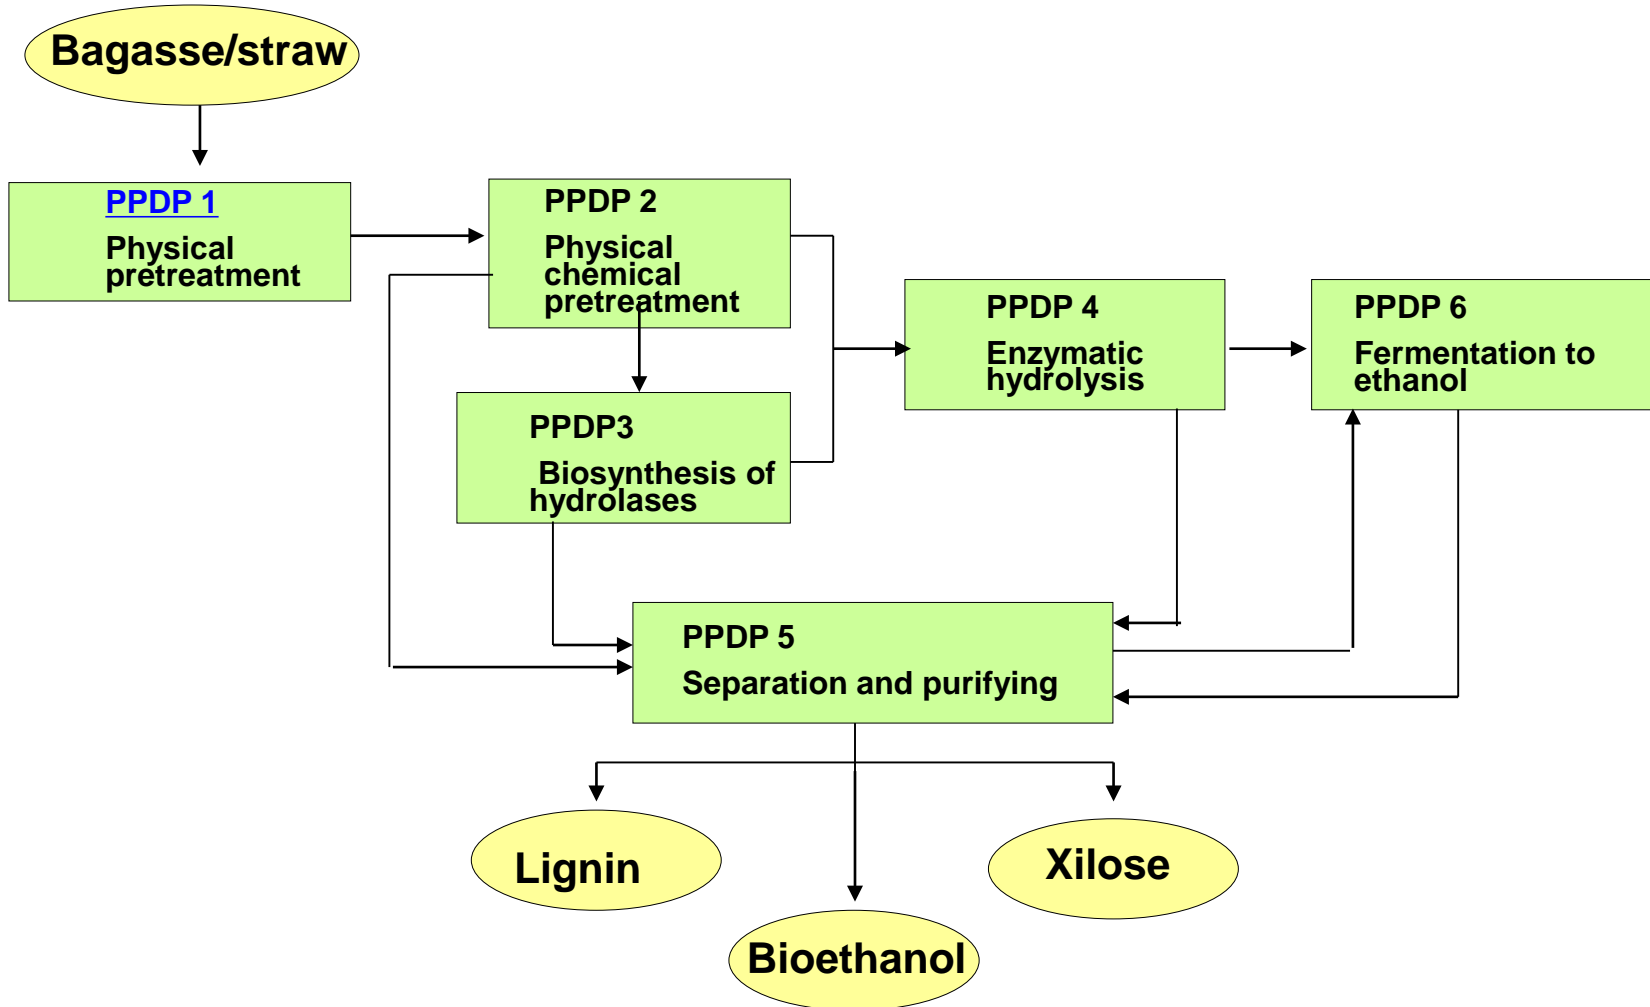 Bagasse/straw
PPDP 1
Physical
pretreatment
PPDP 2
Physical
chemical
pretreatment
PPDP3
Biosynthesis of
hydrolases
PPDP 4
Enzymatic
hydrolysis
PPDP 6
Fermentation to
ethanol
PPDP 5
Separation and purifying
Lignin
Xilose
Bioethanol